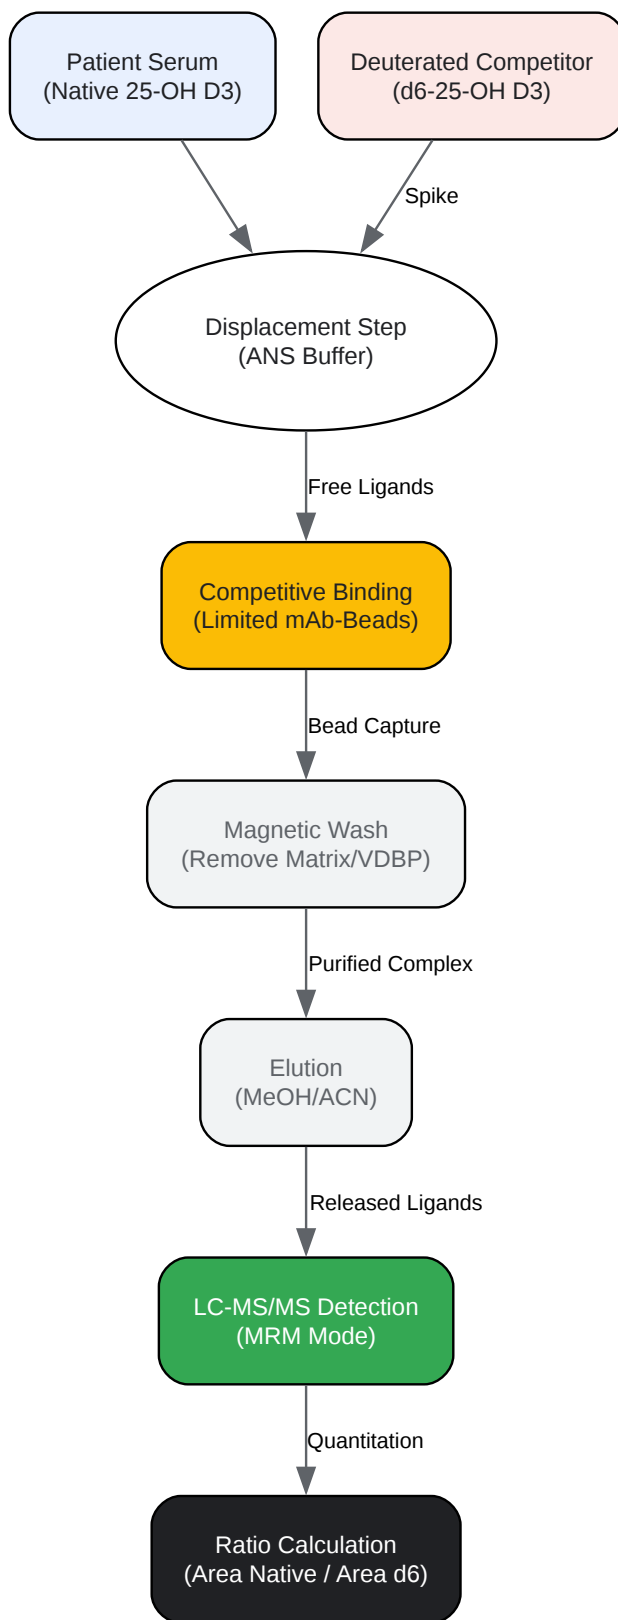 Patient Serum
(Native 25-OH D3)
Deuterated Competitor
(d6-25-OH D3)
Spike
Displacement Step
(ANS Buffer)
Free Ligands
Competitive Binding
(Limited mAb-Beads)
Bead Capture
Magnetic Wash
(Remove Matrix/VDBP)
Purified Complex
Elution
(MeOH/ACN)
Released Ligands
LC-MS/MS Detection
(MRM Mode)
Quantitation
Ratio Calculation
(Area Native / Area d6)